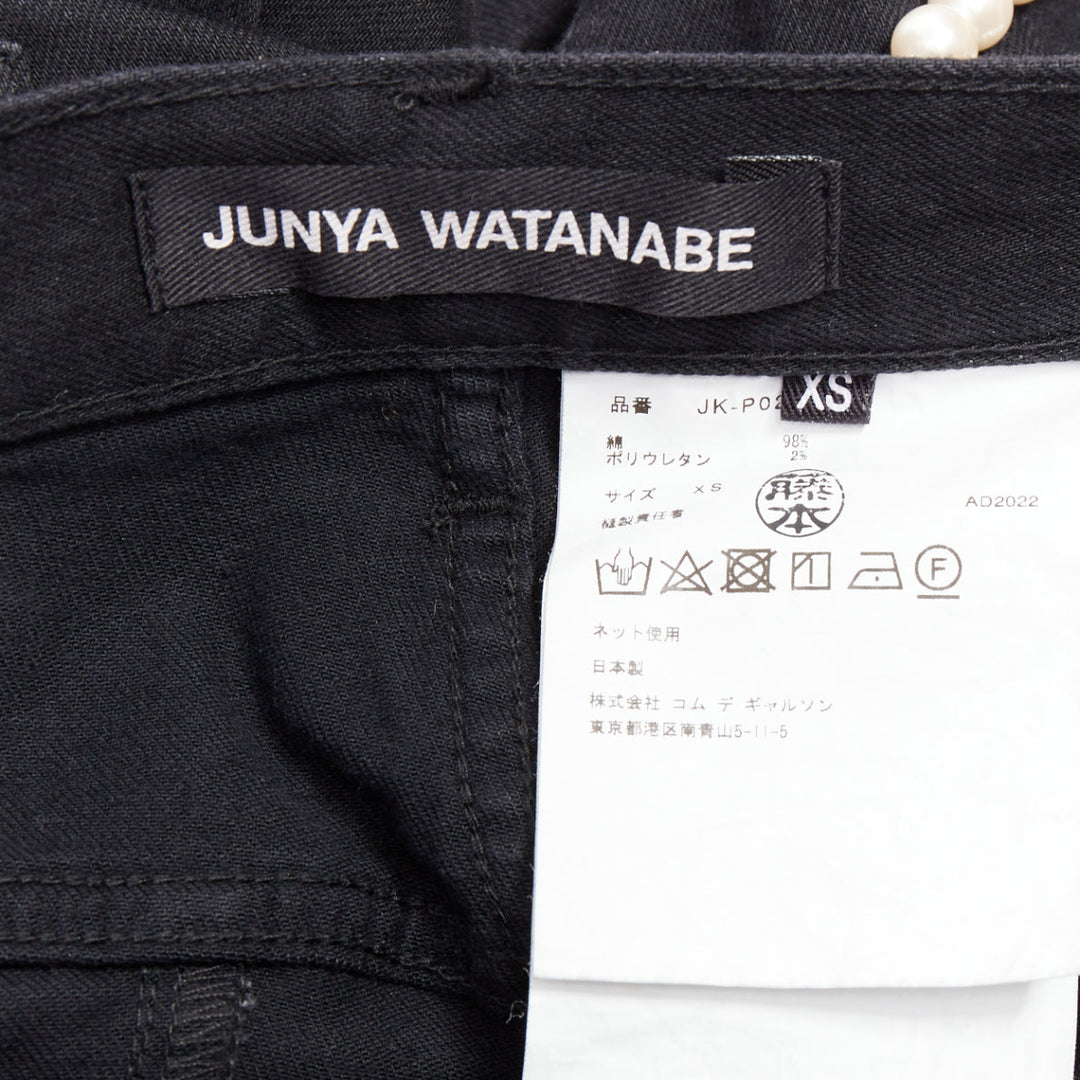 JUNYA WATANABE
XS
品番 JK-P02
綿 98%
ポリウレタン 2%
サイズ XS
縫製責任者
藤本
AD2022
1
F
ネット使用
日本製
株式会社 コム デ ギャルソン
東京都港区南青山5-11-5